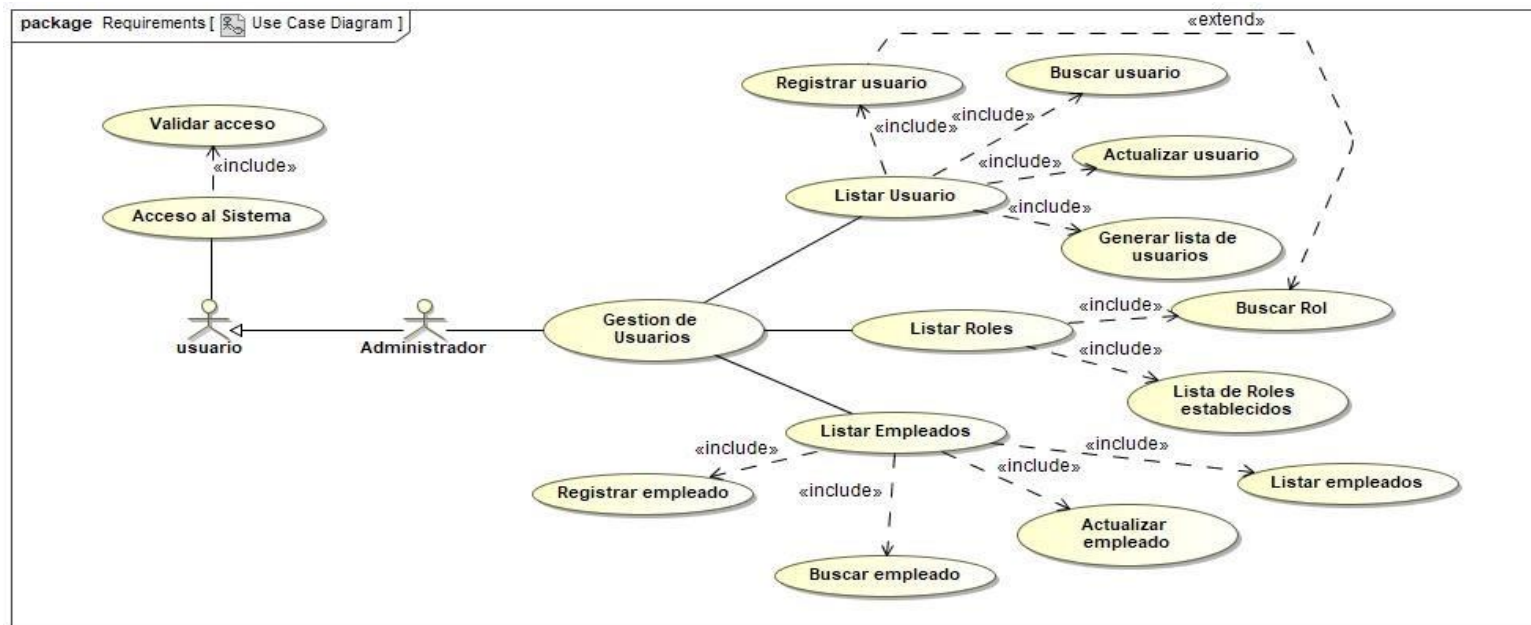 package Requirements [ Use Case Diagram ]
«extend»
Registrar usuario
Buscar usuario
«include»
«include»
Validar acceso
«include»
Actualizar usuario
«include»
Listar Usuario
«include»
Acceso al Sistema
Generar lista de
usuarios
Gestion de
Usuarios
Listar Roles
«include»
Buscar Rol
usuario
Administrador
«include»
Lista de Roles
establecidos
Listar Empleados
«include»
«include»
«include»
«include»
Registrar empleado
Listar empleados
Actualizar
empleado
Buscar empleado